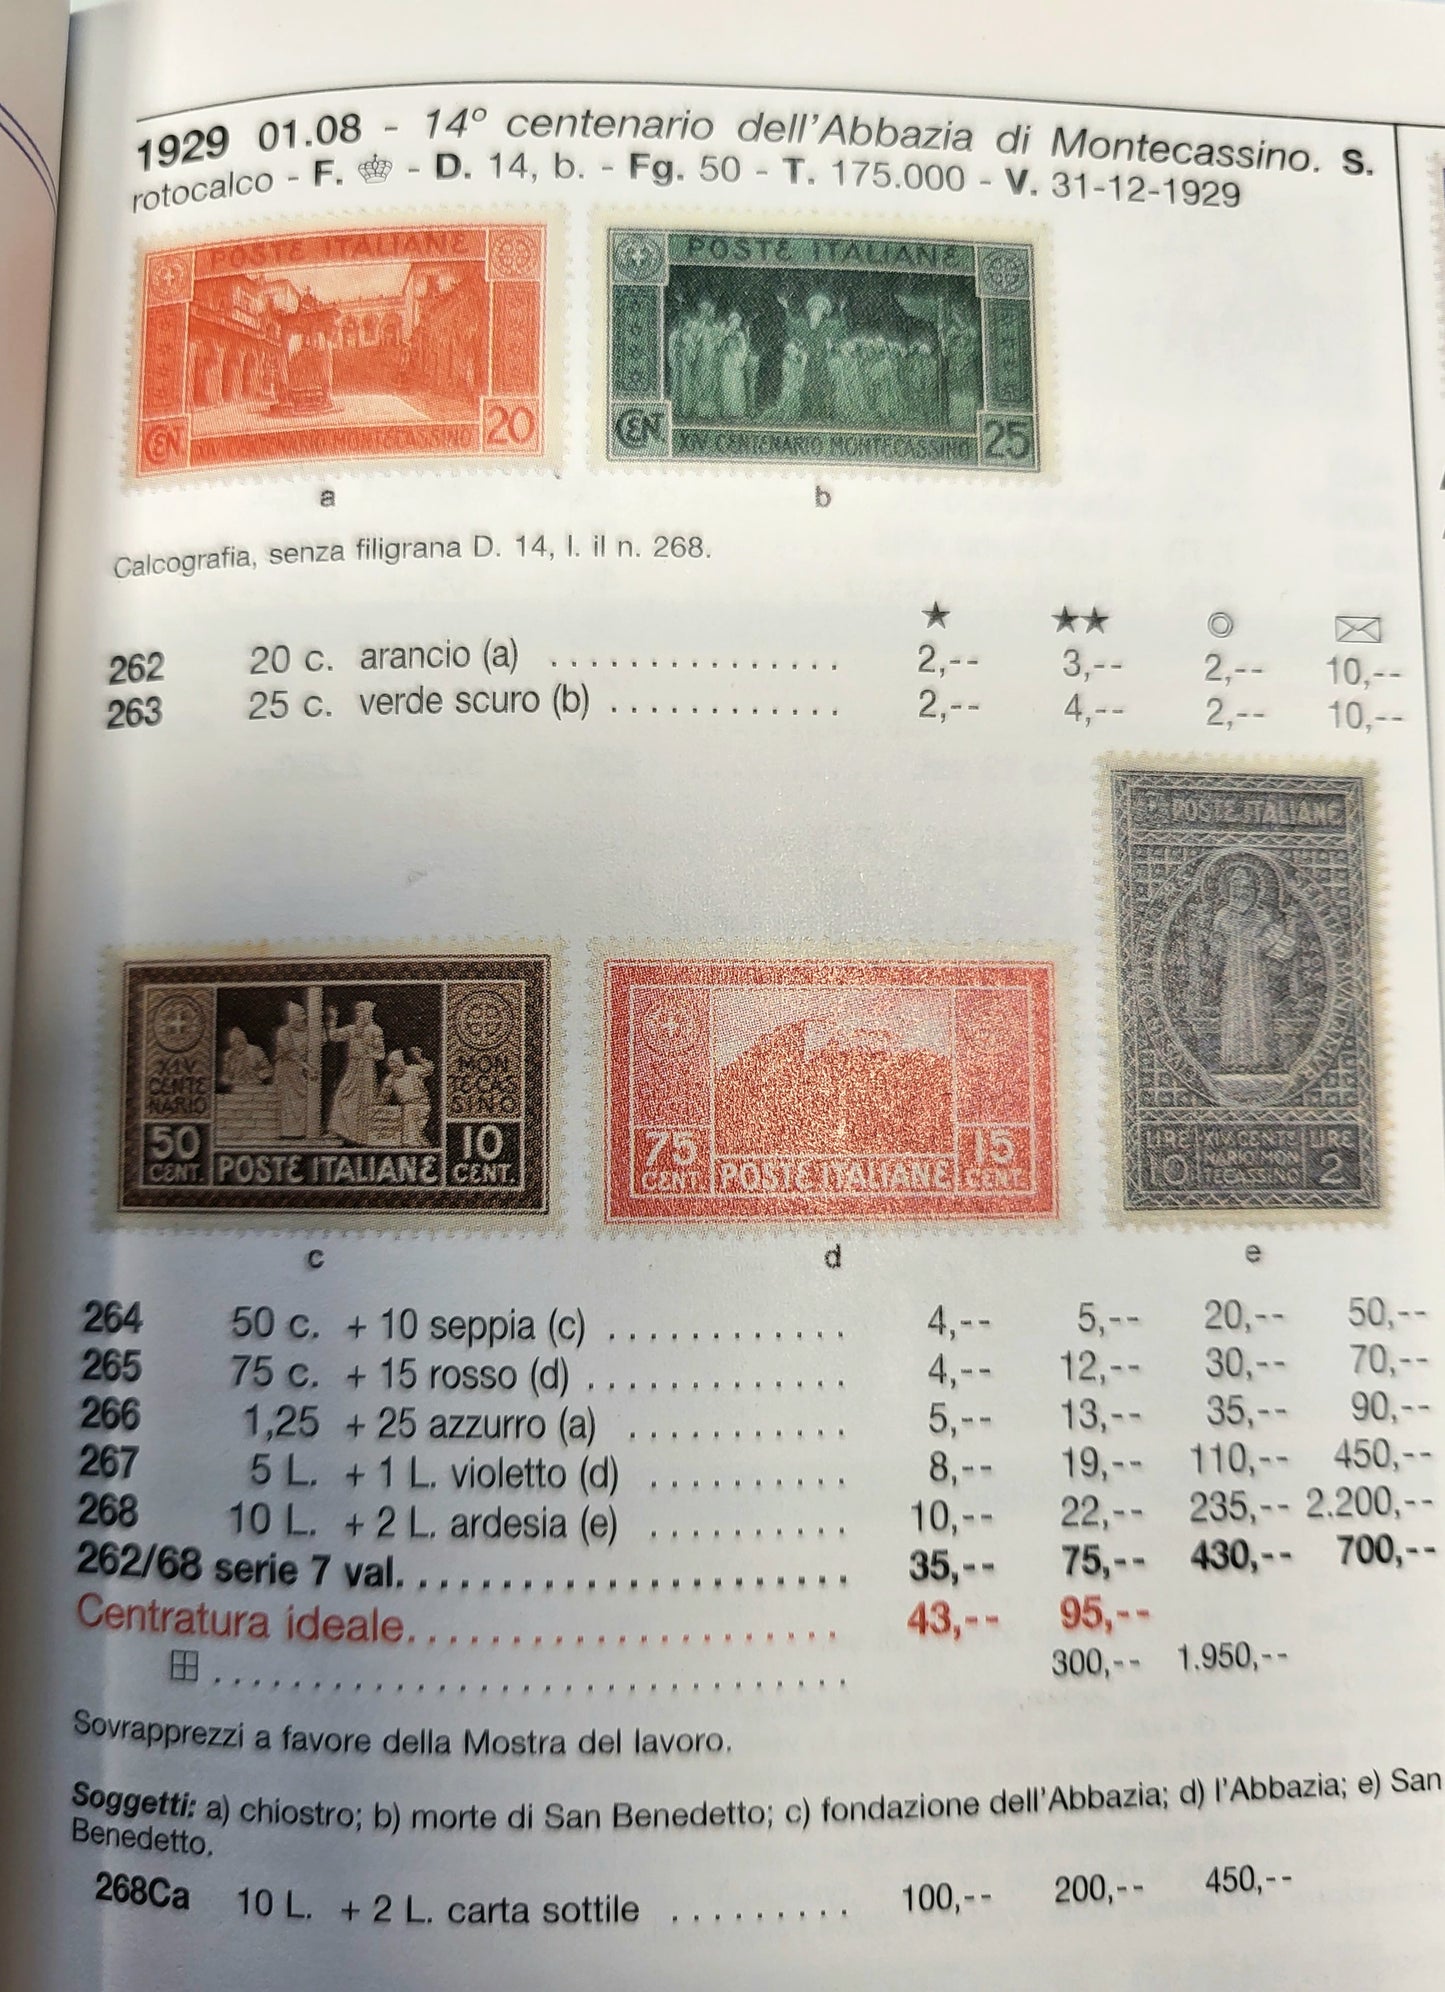 1929 01.08 - 14° centenario dell'Abbazia di Montecassino. S.
rotocalco - F. - D. 14, b. - Fg. 50 - T. 175.000 - V. 31-12-1929
POSTE ITALIANE
CEN XIV CENTENARIO MONTECASSINO 20
POSTE ITALIANE
CENT XIV CENTENARIO MONTECASSINO 25
a b
Calcografia, senza filigrana D. 14, l. il n. 268.
★ ★★ ◎ ✉
262 20 c. arancio (a) ............... 2,-- 3,-- 2,-- 10,--
263 25 c. verde scuro (b) ............ 2,-- 4,-- 2,-- 10,--
POSTE ITALIANE
LIRE 10 XIV CENTE NARIO MON TECASSINO LIRE 2
XIV CENTE NARIO
MON TECAS SINO
50 CENT. POSTE ITALIANE 10 CENT.
75 CENT. POSTE ITALIANE 15 CENT.
c d e
264 50 c. + 10 seppia (c) ............ 4,-- 5,-- 20,-- 50,--
265 75 c. + 15 rosso (d) ............. 4,-- 12,-- 30,-- 70,--
266 1,25 + 25 azzurro (a) ........... 5,-- 13,-- 35,-- 90,--
267 5 L. + 1 L. violetto (d) .......... 8,-- 19,-- 110,-- 450,--
268 10 L. + 2 L. ardesia (e) .......... 10,-- 22,-- 235,-- 2.200,--
262/68 serie 7 val. ..................... 35,-- 75,-- 430,-- 700,--
Centratura ideale...................... 43,-- 95,--
.............................. 300,-- 1.950,--
Sovrapprezzi a favore della Mostra del lavoro.
Soggetti: a) chiostro; b) morte di San Benedetto; c) fondazione dell'Abbazia; d) l'Abbazia; e) San
Benedetto.
268Ca 10 L. + 2 L. carta sottile ......... 100,-- 200,-- 450,--